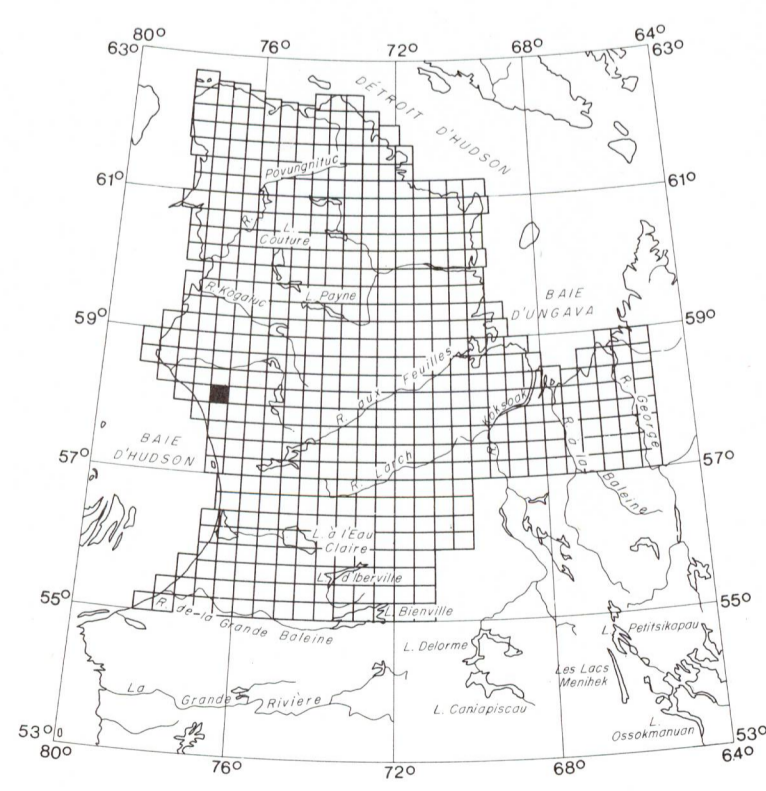 80°
76°
72°
68°
64°
63°
63°
DÉTROIT D'HUDSON
Povungnituc
R.
61°
61°
L.
Couture
R. Kogaluc
L. Payne
BAIE
D'UNGAVA
59°
59°
R. aux Feuilles
Koksoak
R.
R. à la Baleine
R. George
BAIE
D'HUDSON
57°
57°
R. Larch
L. à l'Eau
Claire
L. d'Iberville
55°
55°
R. de-la Grande Baleine
L. Bienville
L. Delorme
L. Petitsikapau
Les Lacs
Menihek
La Grande Rivière
L. Caniapiscau
L.
Ossokmanuan
53°
53°
80°
76°
72°
68°
64°